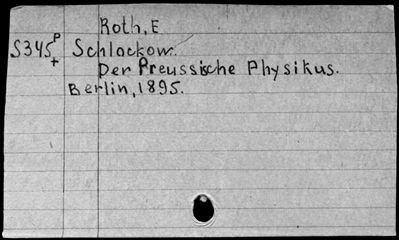 Roth, E
S345 P + Schlockow.
Der Preussische Physikus.
Berlin, 1895.